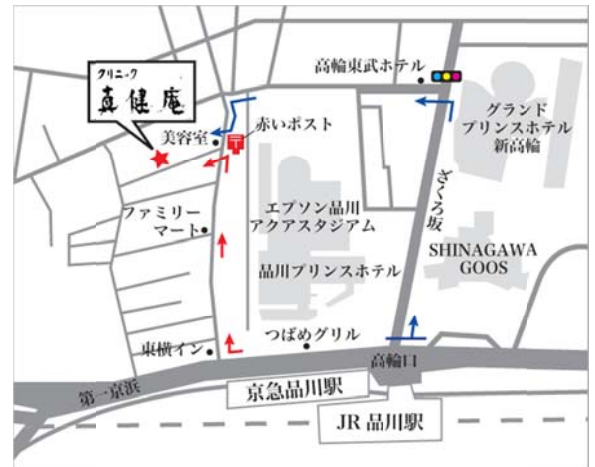 クリニック
真健庵
高輪東武ホテル
美容室
赤いポスト
グランド
プリンスホテル
新高輪
ざくろ坂
ファミリー
マート
エプソン品川
アクアスタジアム
品川プリンスホテル
SHINAGAWA
GOOS
つばめグリル
東横イン
高輪口
第一京浜
京急品川駅
JR 品川駅